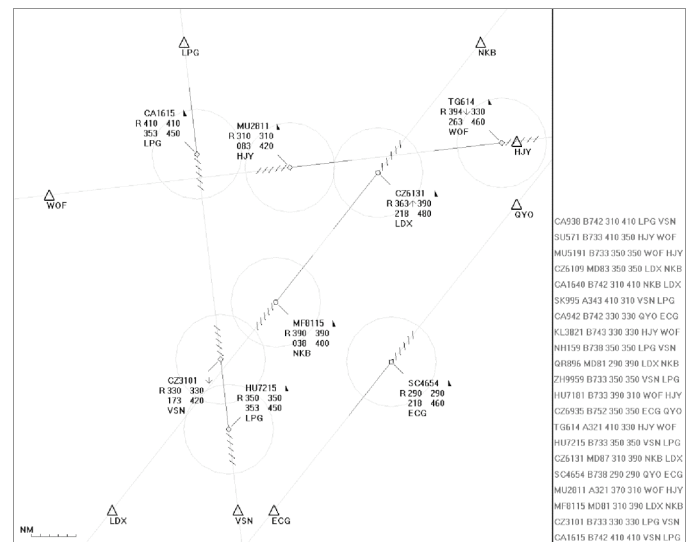 LPG
NKB
CA1615
R 410 410
353 450
LPG
MU2811
R 310 310
083 420
HJY
TG614
R 394↓330
263 460
WOF
HJY
CZ6131
R 363↑390
218 480
LDX
WOF
QYO
MF8115
R 390 390
038 400
NKB
CZ3101
R 330 330
173 420
VSN
HU7215
R 350 350
353 450
LPG
SC4654
R 290 290
218 460
ECG
LDX
VSN
ECG
NM
CA938 B742 310 410 LPG VSN
SU571 B733 410 350 HJY WOF
MU5191 B733 350 350 WOF HJY
CZ6109 MD83 350 350 LDX NKB
CA1640 B742 310 410 NKB LDX
SK995 A343 410 310 VSN LPG
CA942 B742 330 330 QYO ECG
KL3821 B743 330 330 HJY WOF
NH159 B738 350 350 LPG VSN
QR896 MD81 290 390 LDX NKB
ZH9959 B733 350 350 VSN LPG
HU7181 B733 390 310 WOF HJY
CZ6935 B752 350 350 ECG QYO
TG614 A321 410 330 HJY WOF
HU7215 B733 350 350 VSN LPG
CZ6131 MD87 310 390 NKB LDX
SC4654 B738 290 290 QYO ECG
MU2811 A321 370 310 WOF HJY
MF8115 MD81 310 390 LDX NKB
CZ3101 B733 330 330 LPG VSN
CA1615 B742 410 410 VSN LPG